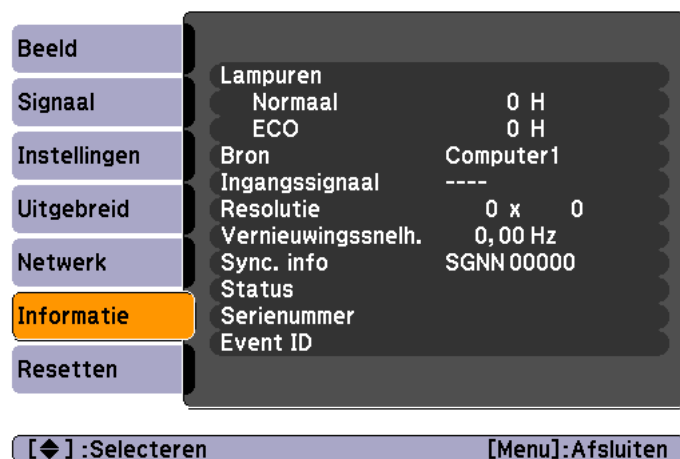 Beeld
Signaal
Instellingen
Uitgebreid
Netwerk
Informatie
Resetten
Lampuren
Normaal 0 H
ECO 0 H
Bron Computer1
Ingangssignaal ----
Resolutie 0 x 0
Vernieuwingssnelh. 0,00 Hz
Sync. info SGNN 00000
Status
Serienummer
Event ID
[◆] :Selecteren [Menu]:Afsluiten